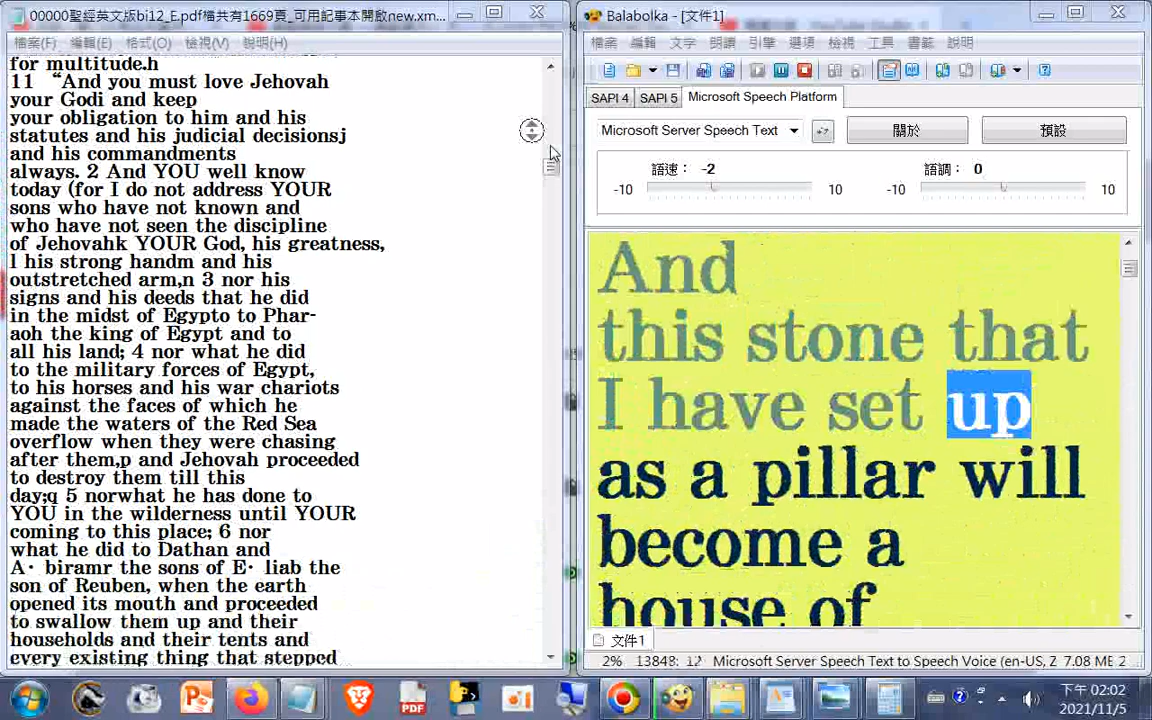 00000聖經英文版bi12_E.pdf檔共有1669頁_可用記事本開啟new.xm...
檔案(F) 編輯(E) 格式(O) 檢視(V) 說明(H)
for multitude.h
11 “And you must love Jehovah
your Godi and keep
your obligation to him and his
statutes and his judicial decisionsj
and his commandments
always. 2 And YOU well know
today (for I do not address YOUR
sons who have not known and
who have not seen the discipline
of Jehovahk YOUR God, his greatness,
l his strong handm and his
outstretched arm,n 3 nor his
signs and his deeds that he did
in the midst of Egypto to Phar-
aoh the king of Egypt and to
all his land; 4 nor what he did
to the military forces of Egypt,
to his horses and his war chariots
against the faces of which he
made the waters of the Red Sea
overflow when they were chasing
after them,p and Jehovah proceeded
to destroy them till this
day;q 5 norwhat he has done to
YOU in the wilderness until YOUR
coming to this place; 6 nor
what he did to Dathan and
A· biramr the sons of E· liab the
son of Reuben, when the earth
opened its mouth and proceeded
to swallow them up and their
households and their tents and
every existing thing that stepped
Balabolka - [文件1]
檔案 編輯 文字 朗讀 引擎 選項 檢視 工具 書籤 說明
SAPI 4 SAPI 5 Microsoft Speech Platform
Microsoft Server Speech Text 關於 預設
語速： -2 語調： 0
-10 10 -10 10
And
this stone that
I have set up
as a pillar will
become a
house of
文件1
2% 13848: 12 Microsoft Server Speech Text to Speech Voice (en-US, Z 7.08 MB 2
PDF
下午 02:02
2021/11/5